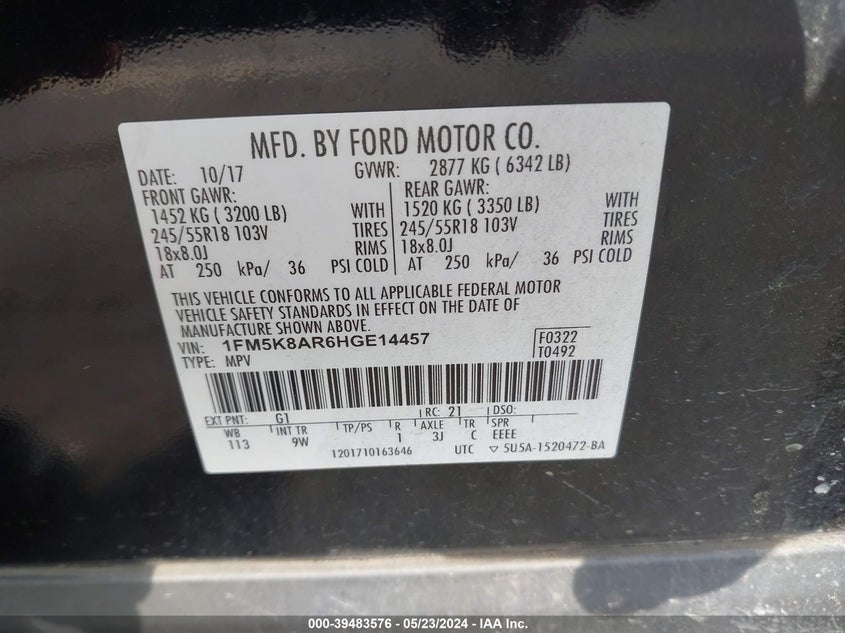 MFD. BY FORD MOTOR CO.
DATE: 10/17 GVWR: 2877 KG ( 6342 LB)
FRONT GAWR: REAR GAWR:
1452 KG ( 3200 LB) WITH 1520 KG ( 3350 LB) WITH
245/55R18 103V TIRES 245/55R18 103V TIRES
18x8.0J RIMS 18x8.0J RIMS
AT 250 kPa/ 36 PSI COLD AT 250 kPa/ 36 PSI COLD
THIS VEHICLE CONFORMS TO ALL APPLICABLE FEDERAL MOTOR
VEHICLE SAFETY STANDARDS IN EFFECT ON THE DATE OF
MANUFACTURE SHOWN ABOVE.
VIN: 1FM5K8AR6HGE14457 F0322
TYPE: MPV T0492
EXT PNT: G1 RC: 21 DSO:
WB INT TR TP/PS R AXLE TR SPR
113 9W 1 3J C EEEE
1201710163646 UTC ▽ 5U5A-1520472-BA
000-39483576 - 05/23/2024 - IAA Inc.